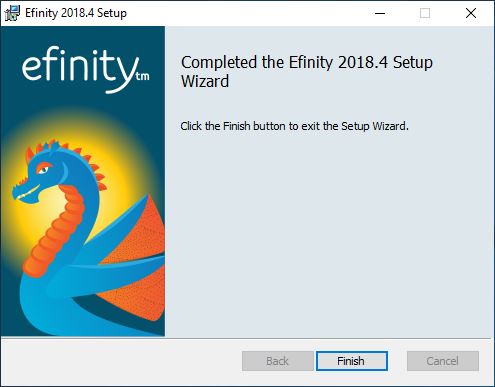 Efinity 2018.4 Setup
efinity tm
Completed the Efinity 2018.4 Setup
Wizard
Click the Finish button to exit the Setup Wizard.
Back
Finish
Cancel